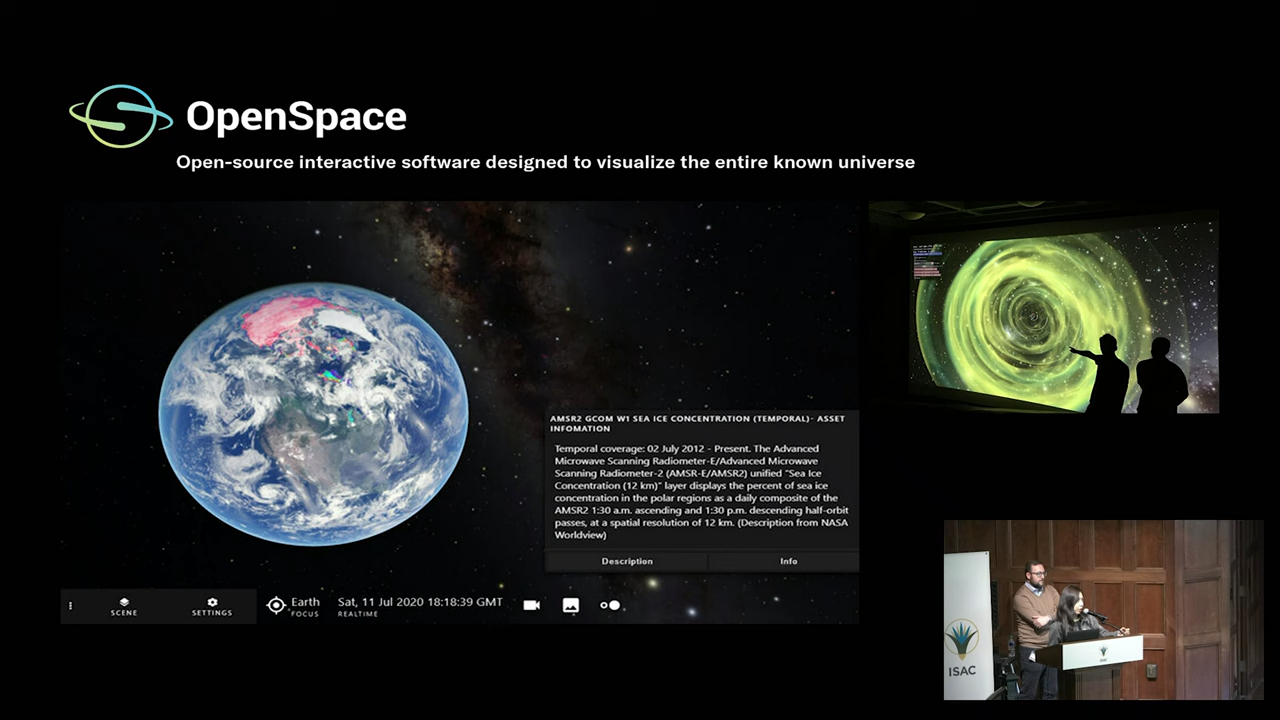 OpenSpace
Open-source interactive software designed to visualize the entire known universe
AMSR2 GCOM W1 SEA ICE CONCENTRATION (TEMPORAL)- ASSET
INFOMATION
Temporal coverage: 02 July 2012 - Present. The Advanced
Microwave Scanning Radiometer-E/Advanced Microwave
Scanning Radiometer-2 (AMSR-E/AMSR2) unified "Sea Ice
Concentration (12 km)" layer displays the percent of sea ice
concentration in the polar regions as a daily composite of the
AMSR2 1:30 a.m. ascending and 1:30 p.m. descending half-orbit
passes, at a spatial resolution of 12 km. (Description from NASA
Worldview)
Description Info
SCENE
SETTINGS
Earth
FOCUS
Sat, 11 Jul 2020 18:18:39 GMT
REALTIME
ISAC